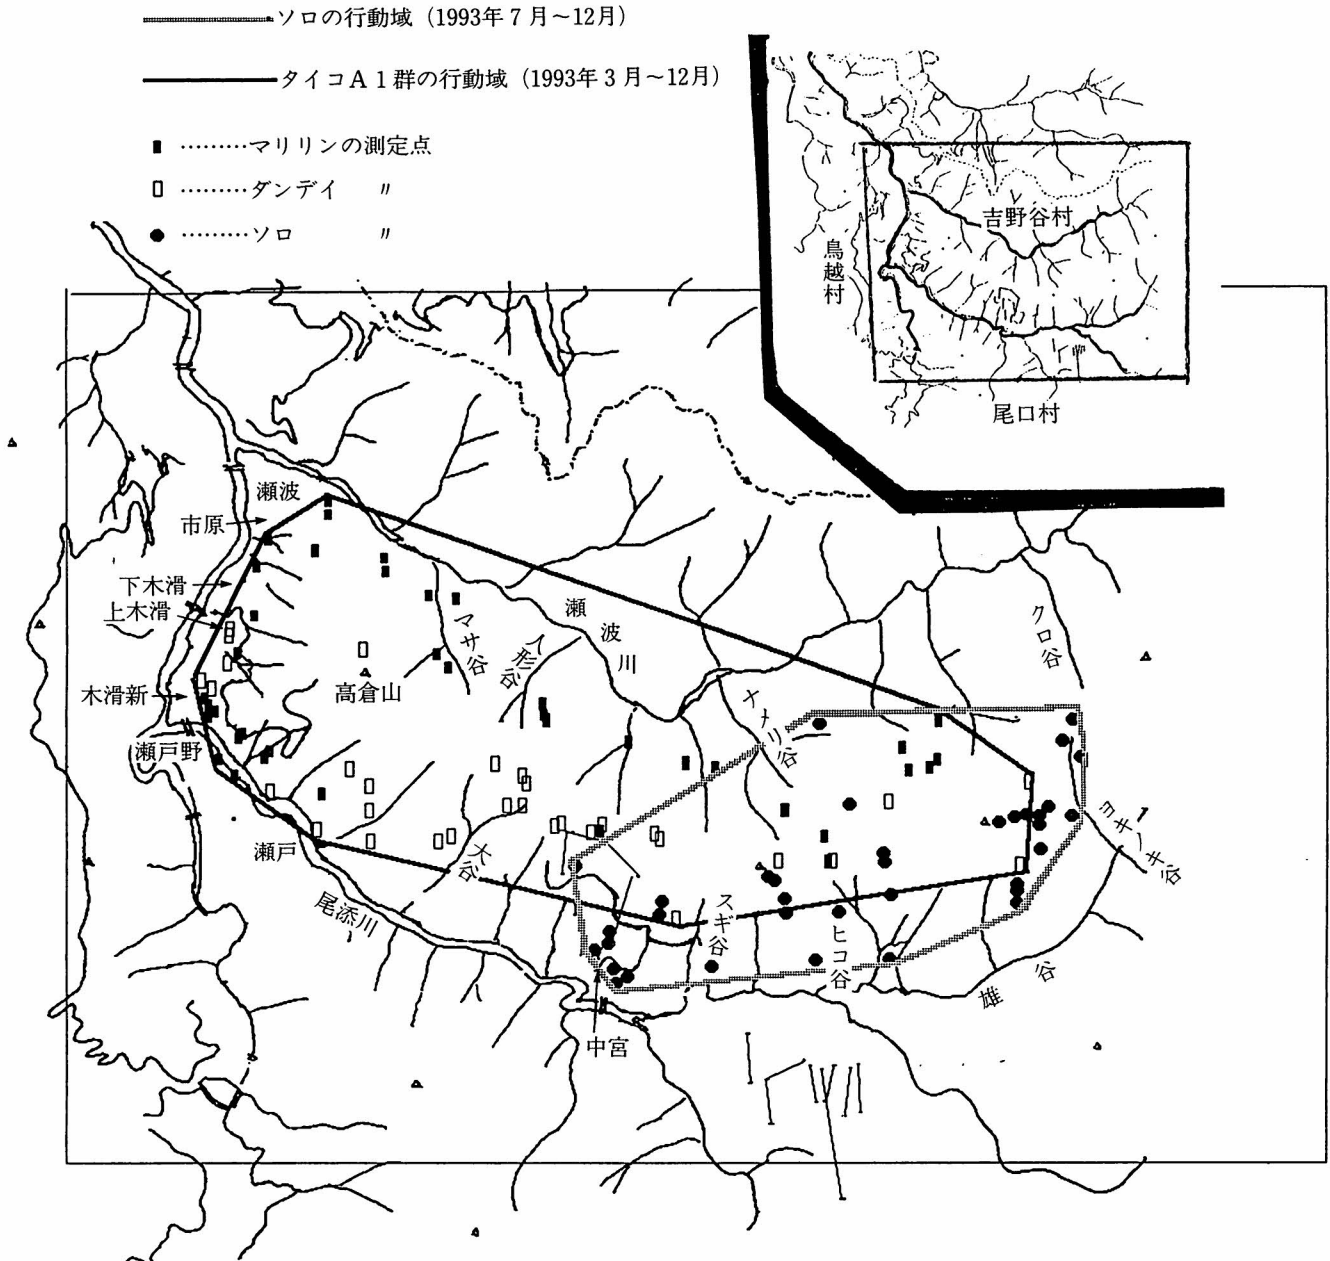 ソロの行動域（1993年７月～12月）
タイコＡ１群の行動域（1993年３月～12月）
………マリリンの測定点
………ダンデイ　〃
………ソロ　〃
吉野谷村
鳥越村
尾口村
瀬波
市原
下木滑
上木滑
木滑新
瀬戸野
高倉山
マサ谷
人形谷
瀬波川
クロ谷
ナメリ谷
ヨキノキ谷
瀬戸
大谷
尾添川
スギ谷
ヒコ谷
雄谷
中宮